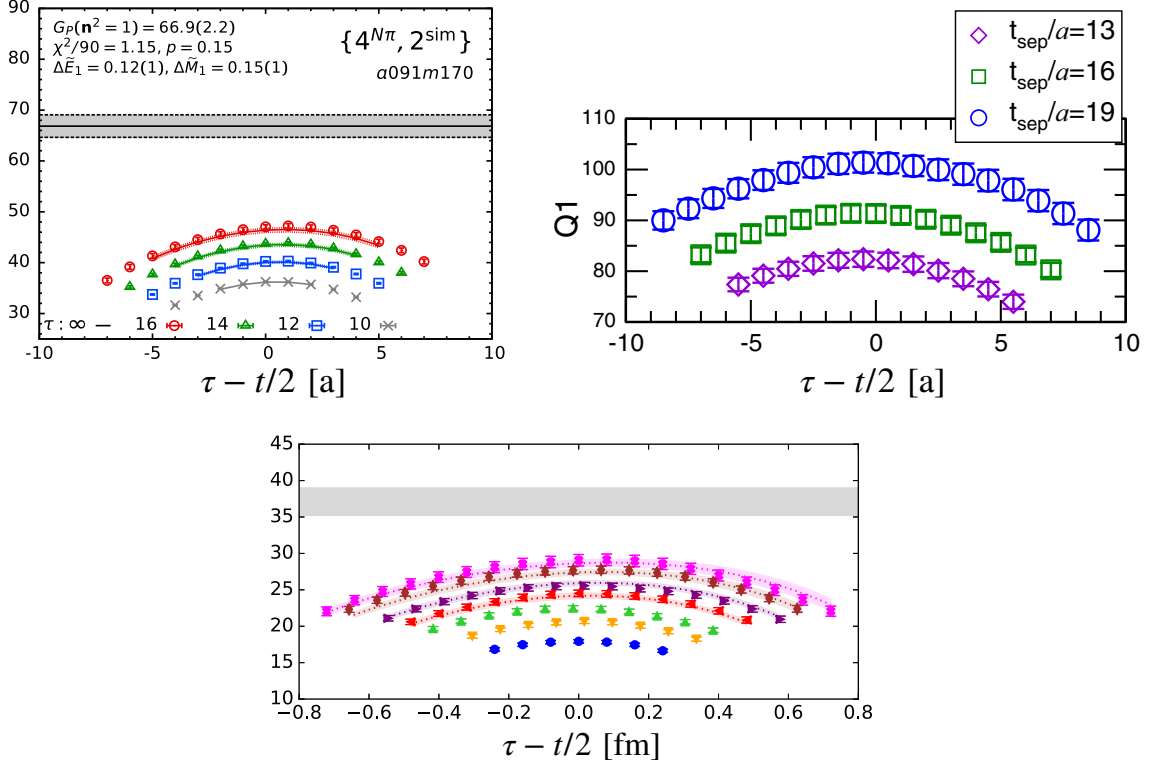 90
80
70
60
50
40
30
G_P(n² = 1) = 66.9(2.2)
χ²/90 = 1.15, p = 0.15
ΔẼ₁ = 0.12(1), ΔM̃₁ = 0.15(1)
{4^{Nπ}, 2^{sim}}
a091m170
τ : ∞ 16 14 12 10
-10 -5 0 5 10
τ − t/2 [a]
t_sep/a=13
t_sep/a=16
t_sep/a=19
110
100
90
80
70
Q1
-10 -5 0 5 10
τ − t/2 [a]
45
40
35
30
25
20
15
10
−0.8 −0.6 −0.4 −0.2 0.0 0.2 0.4 0.6 0.8
τ − t/2 [fm]